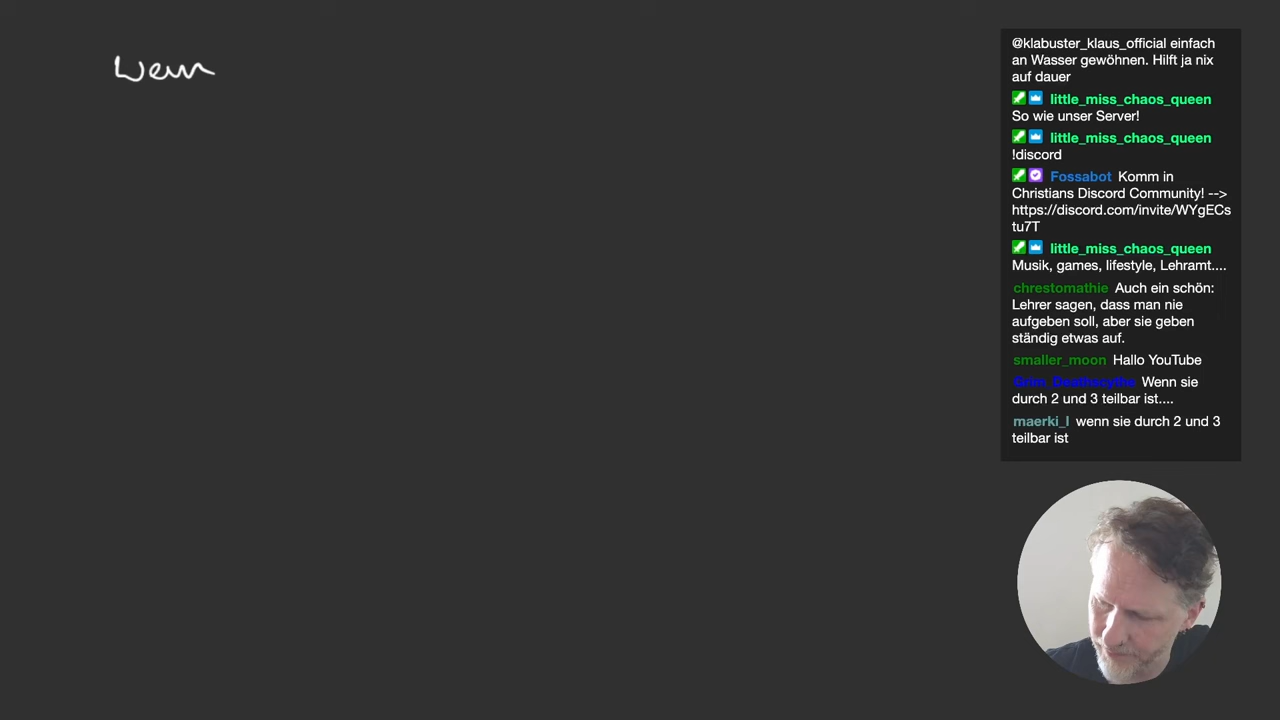 Wenn
@klabuster_klaus_official einfach
an Wasser gewöhnen. Hilft ja nix
auf dauer
little_miss_chaos_queen
So wie unser Server!
little_miss_chaos_queen
!discord
Fossabot Komm in
Christians Discord Community! -->
https://discord.com/invite/WYgECs
tu7T
little_miss_chaos_queen
Musik, games, lifestyle, Lehramt....
chrestomathie Auch ein schön:
Lehrer sagen, dass man nie
aufgeben soll, aber sie geben
ständig etwas auf.
smaller_moon Hallo YouTube
Grim_Deathscythe Wenn sie
durch 2 und 3 teilbar ist....
maerki_l wenn sie durch 2 und 3
teilbar ist